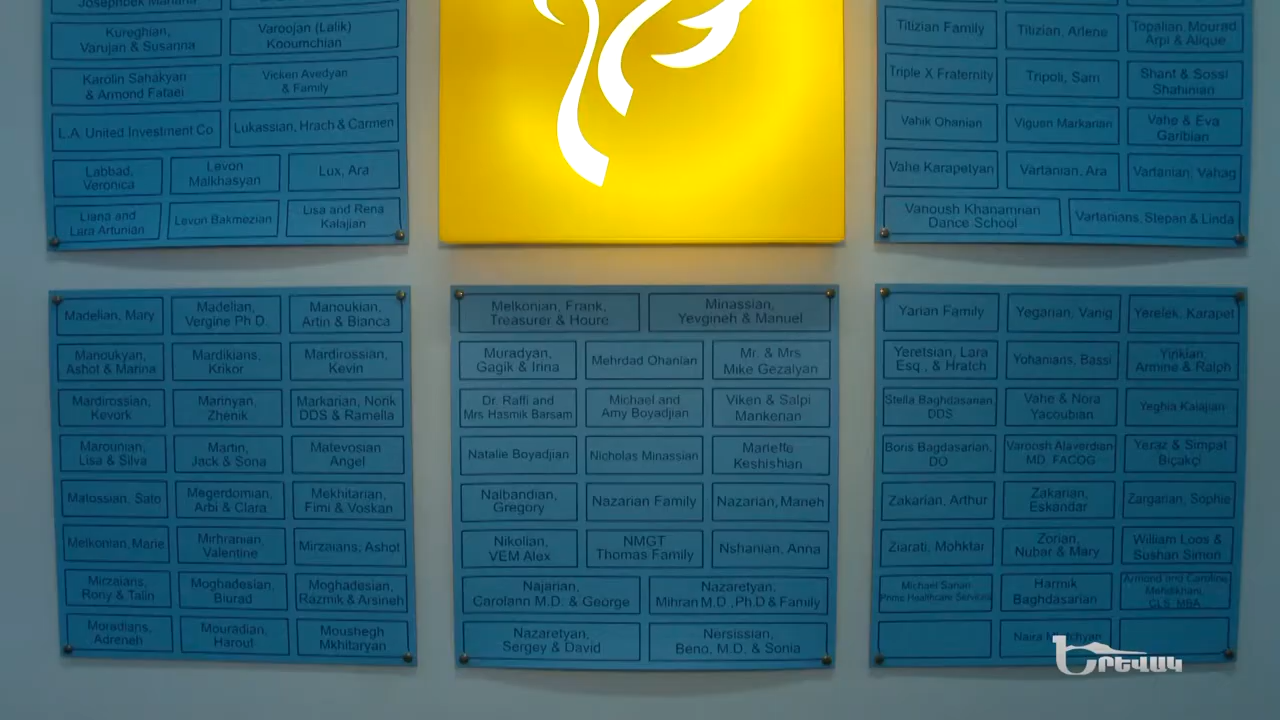 Josephbek Mariana
Kureghian,
Varujan & Susanna
Varoojan (Lalik)
Kooumchian
Karolin Sahakyan
& Armond Fataei
Vicken Avedyan
& Family
L.A. United Investment Co.
Lukassian, Hrach & Carmen
Labbad,
Veronica
Levon
Malkhasyan
Lux, Ara
Liana and
Lara Artunian
Levon Bakmezian
Lisa and Rena
Kalajian
Titizian Family
Titizian, Arlene
Topalian, Mourad,
Arpi & Alique
Triple X Fraternity
Tripoli, Sam
Shant & Sossi
Shahinian
Vahik Ohanian
Viguen Markarian
Vahe & Eva
Garibian
Vahe Karapetyan
Vartanian, Ara
Vartanian, Vahag
Vanoush Khanamrian
Dance School
Vartanians, Stepan & Linda
Madelian, Mary
Madelian,
Vergine Ph D.
Manoukian,
Artin & Bianca
Manoukyan,
Ashot & Marina
Mardikians,
Krikor
Mardirossian,
Kevin
Mardirossian,
Kevork
Marinyan,
Zhenik
Markarian, Norik
DDS & Ramella
Marounian,
Lisa & Silva
Martin,
Jack & Sona
Matevosian
Angel
Matossian, Sato
Megerdomian,
Arbi & Clara
Mekhitarian,
Fimi & Voskan
Melkonian, Marie
Mirhranian,
Valentine
Mirzaians, Ashot
Mirzaians,
Rony & Talin
Moghadesian,
Biurad
Moghadesian,
Razmik & Arsineh
Moradians,
Adreneh
Mouradian,
Harout
Moushegh
Mkhitaryan
Melkonian, Frank,
Treasurer & Houre
Minassian,
Yevgineh & Manuel
Muradyan,
Gagik & Irina
Mehrdad Ohanian
Mr. & Mrs
Mike Gezalyan
Dr. Raffi and
Mrs Hasmik Barsam
Michael and
Amy Boyadjian
Viken & Salpi
Mankerian
Natalie Boyadjian
Nicholas Minassian
Marlette
Keshishian
Nalbandian,
Gregory
Nazarian Family
Nazarian, Maneh
Nikolian,
VEM Alex
NMGT
Thomas Family
Nshanian, Anna
Najarian,
Carolann M.D. & George
Nazaretyan,
Mihran M.D.,Ph.D & Family
Nazaretyan,
Sergey & David
Nersissian,
Beno, M.D. & Sonia
Yarian Family
Yegarian, Vanig
Yerelek, Karapet
Yeretsian, Lara
Esq., & Hratch
Yohanians, Bassi
Yinkian,
Armine & Ralph
Stella Baghdasarian,
DDS
Vahe & Nora
Yacoubian
Yeghia Kalajian
Boris Bagdasarian,
DO
Varoosh Alaverdian
MD. FACOG
Yeraz & Simpat
Biçakçi
Zakarian, Arthur
Zakarian,
Eskandar
Zargarian, Sophie
Ziarati, Mohktar
Zorian,
Nubar & Mary
William Loos &
Sushan Simon
Michael Sarian
Prime Healthcare Services
Harmik
Baghdasarian
Armond and Caroline
Mehdikhani,
CLS, MBA
Naira
Երեվակ